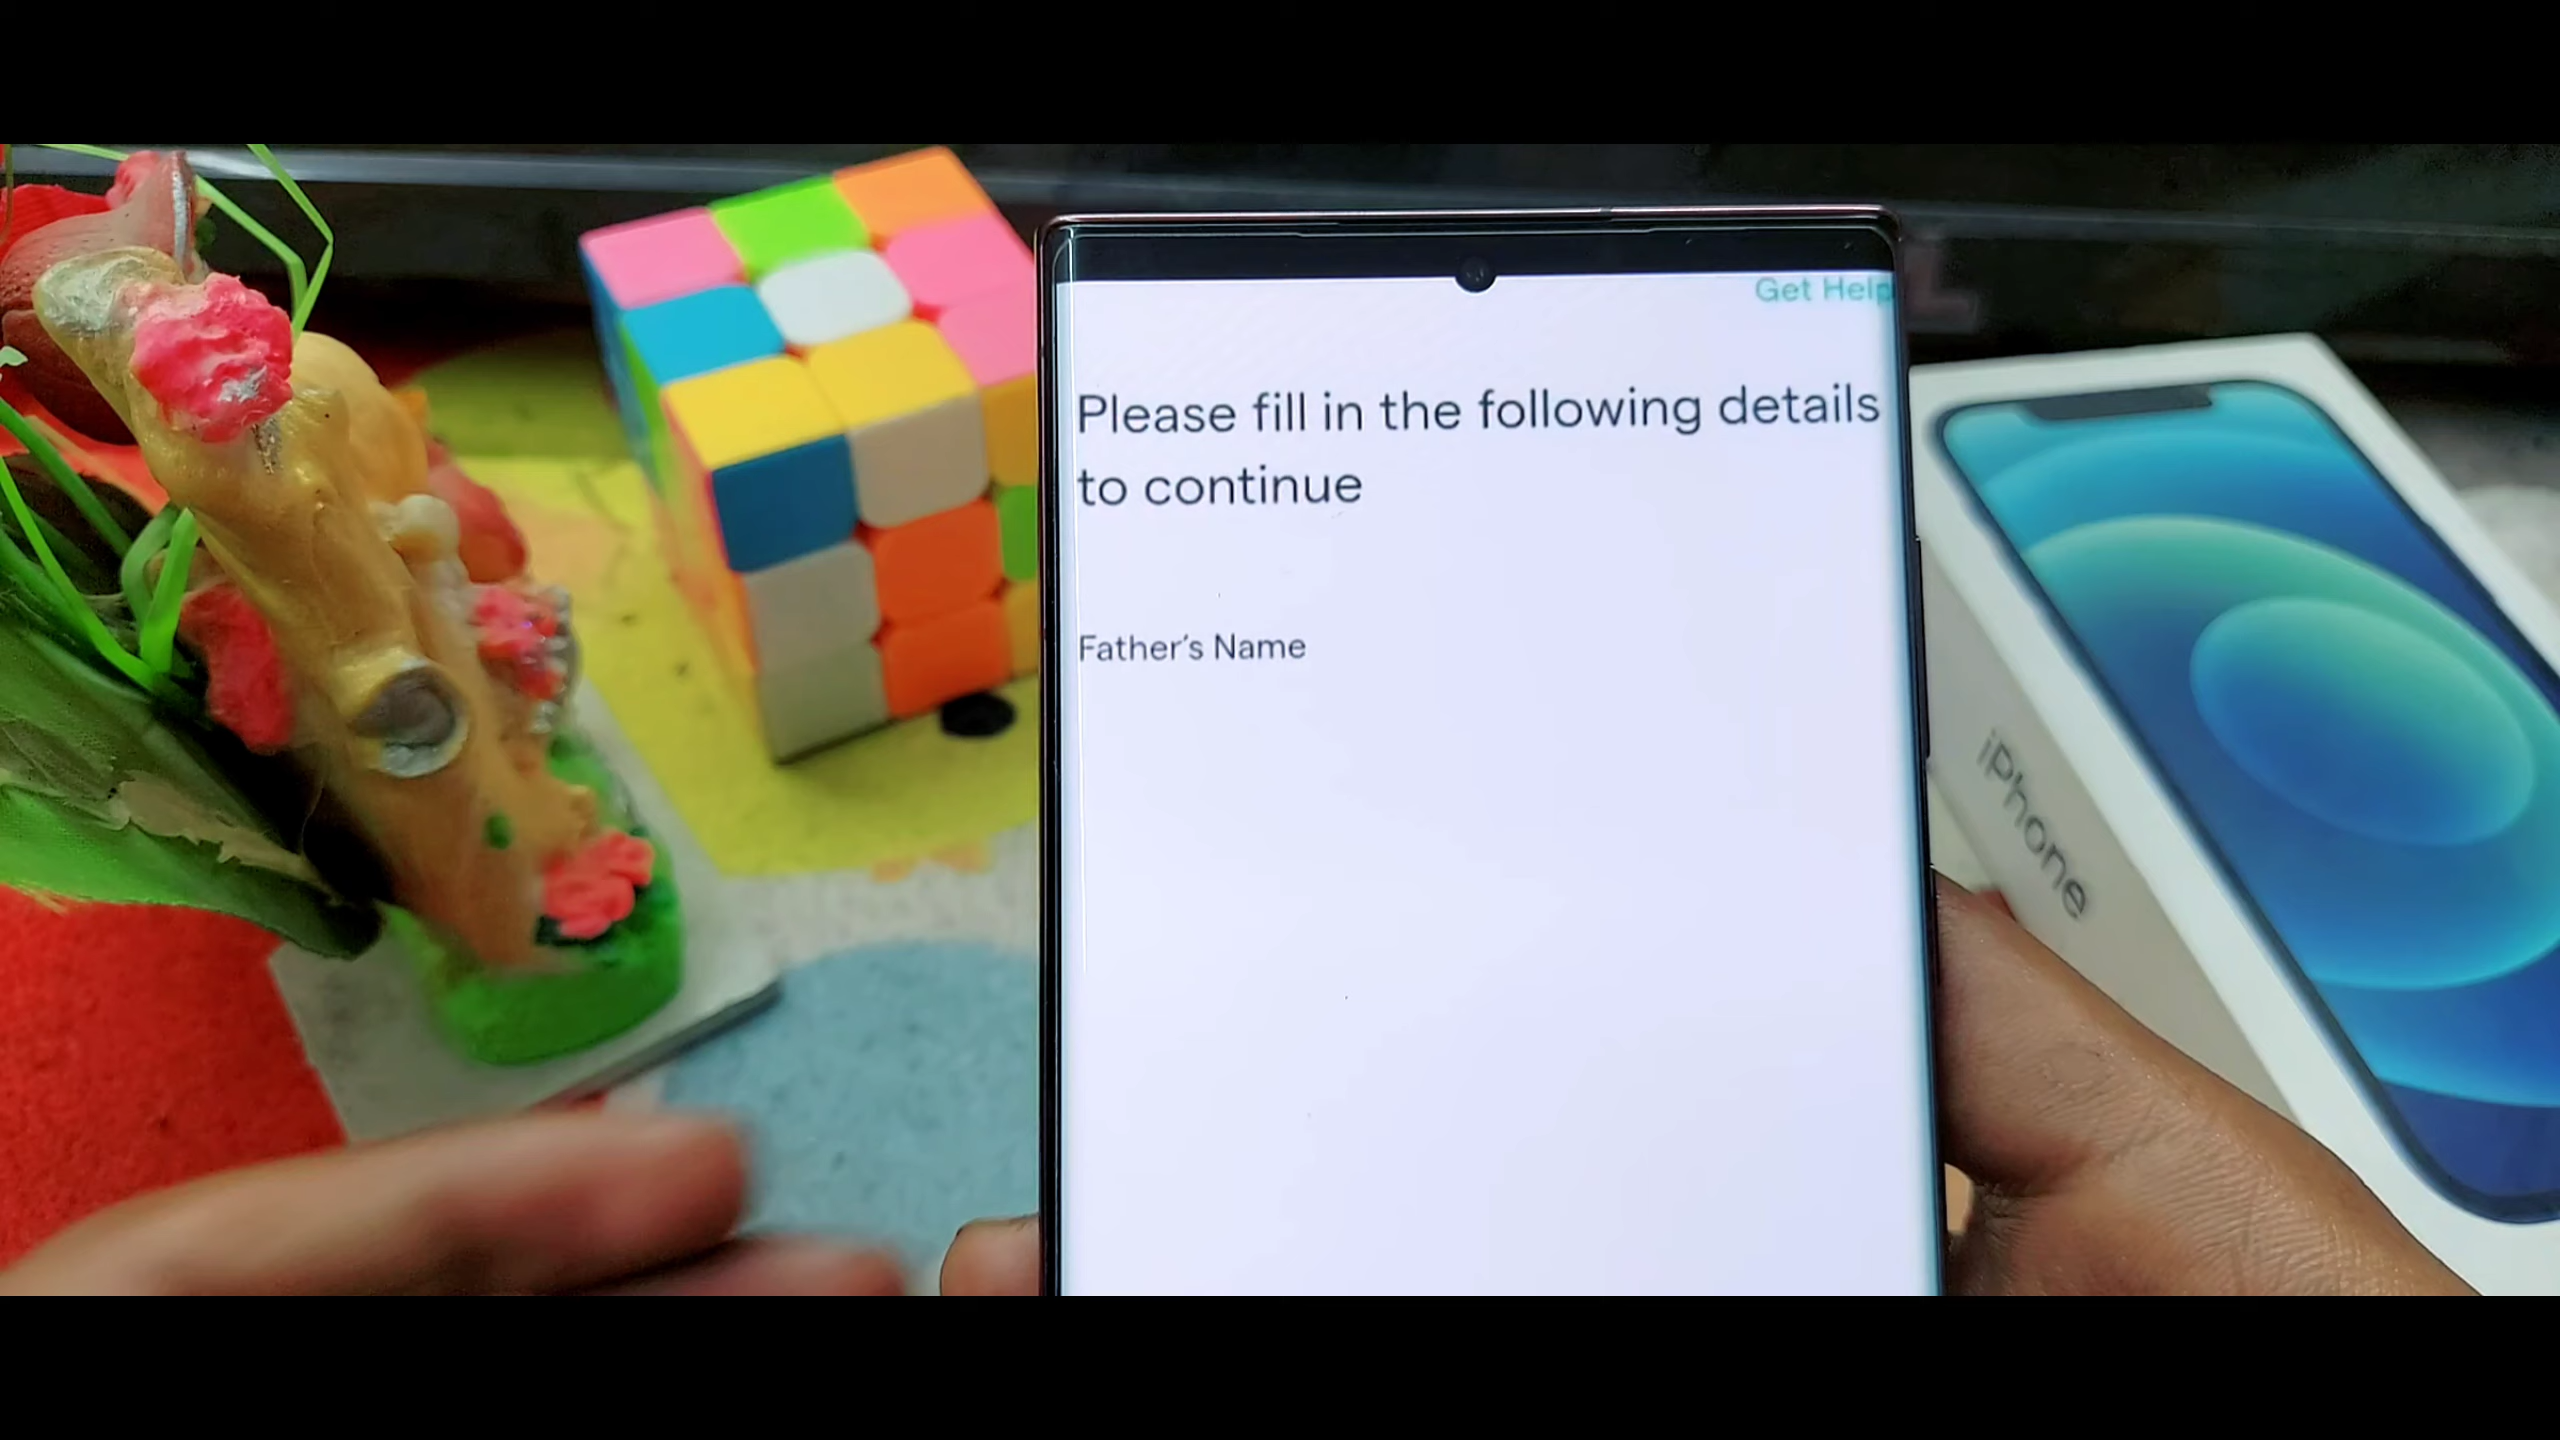 Get Help
Please fill in the following details
to continue
Father's Name
iPhone